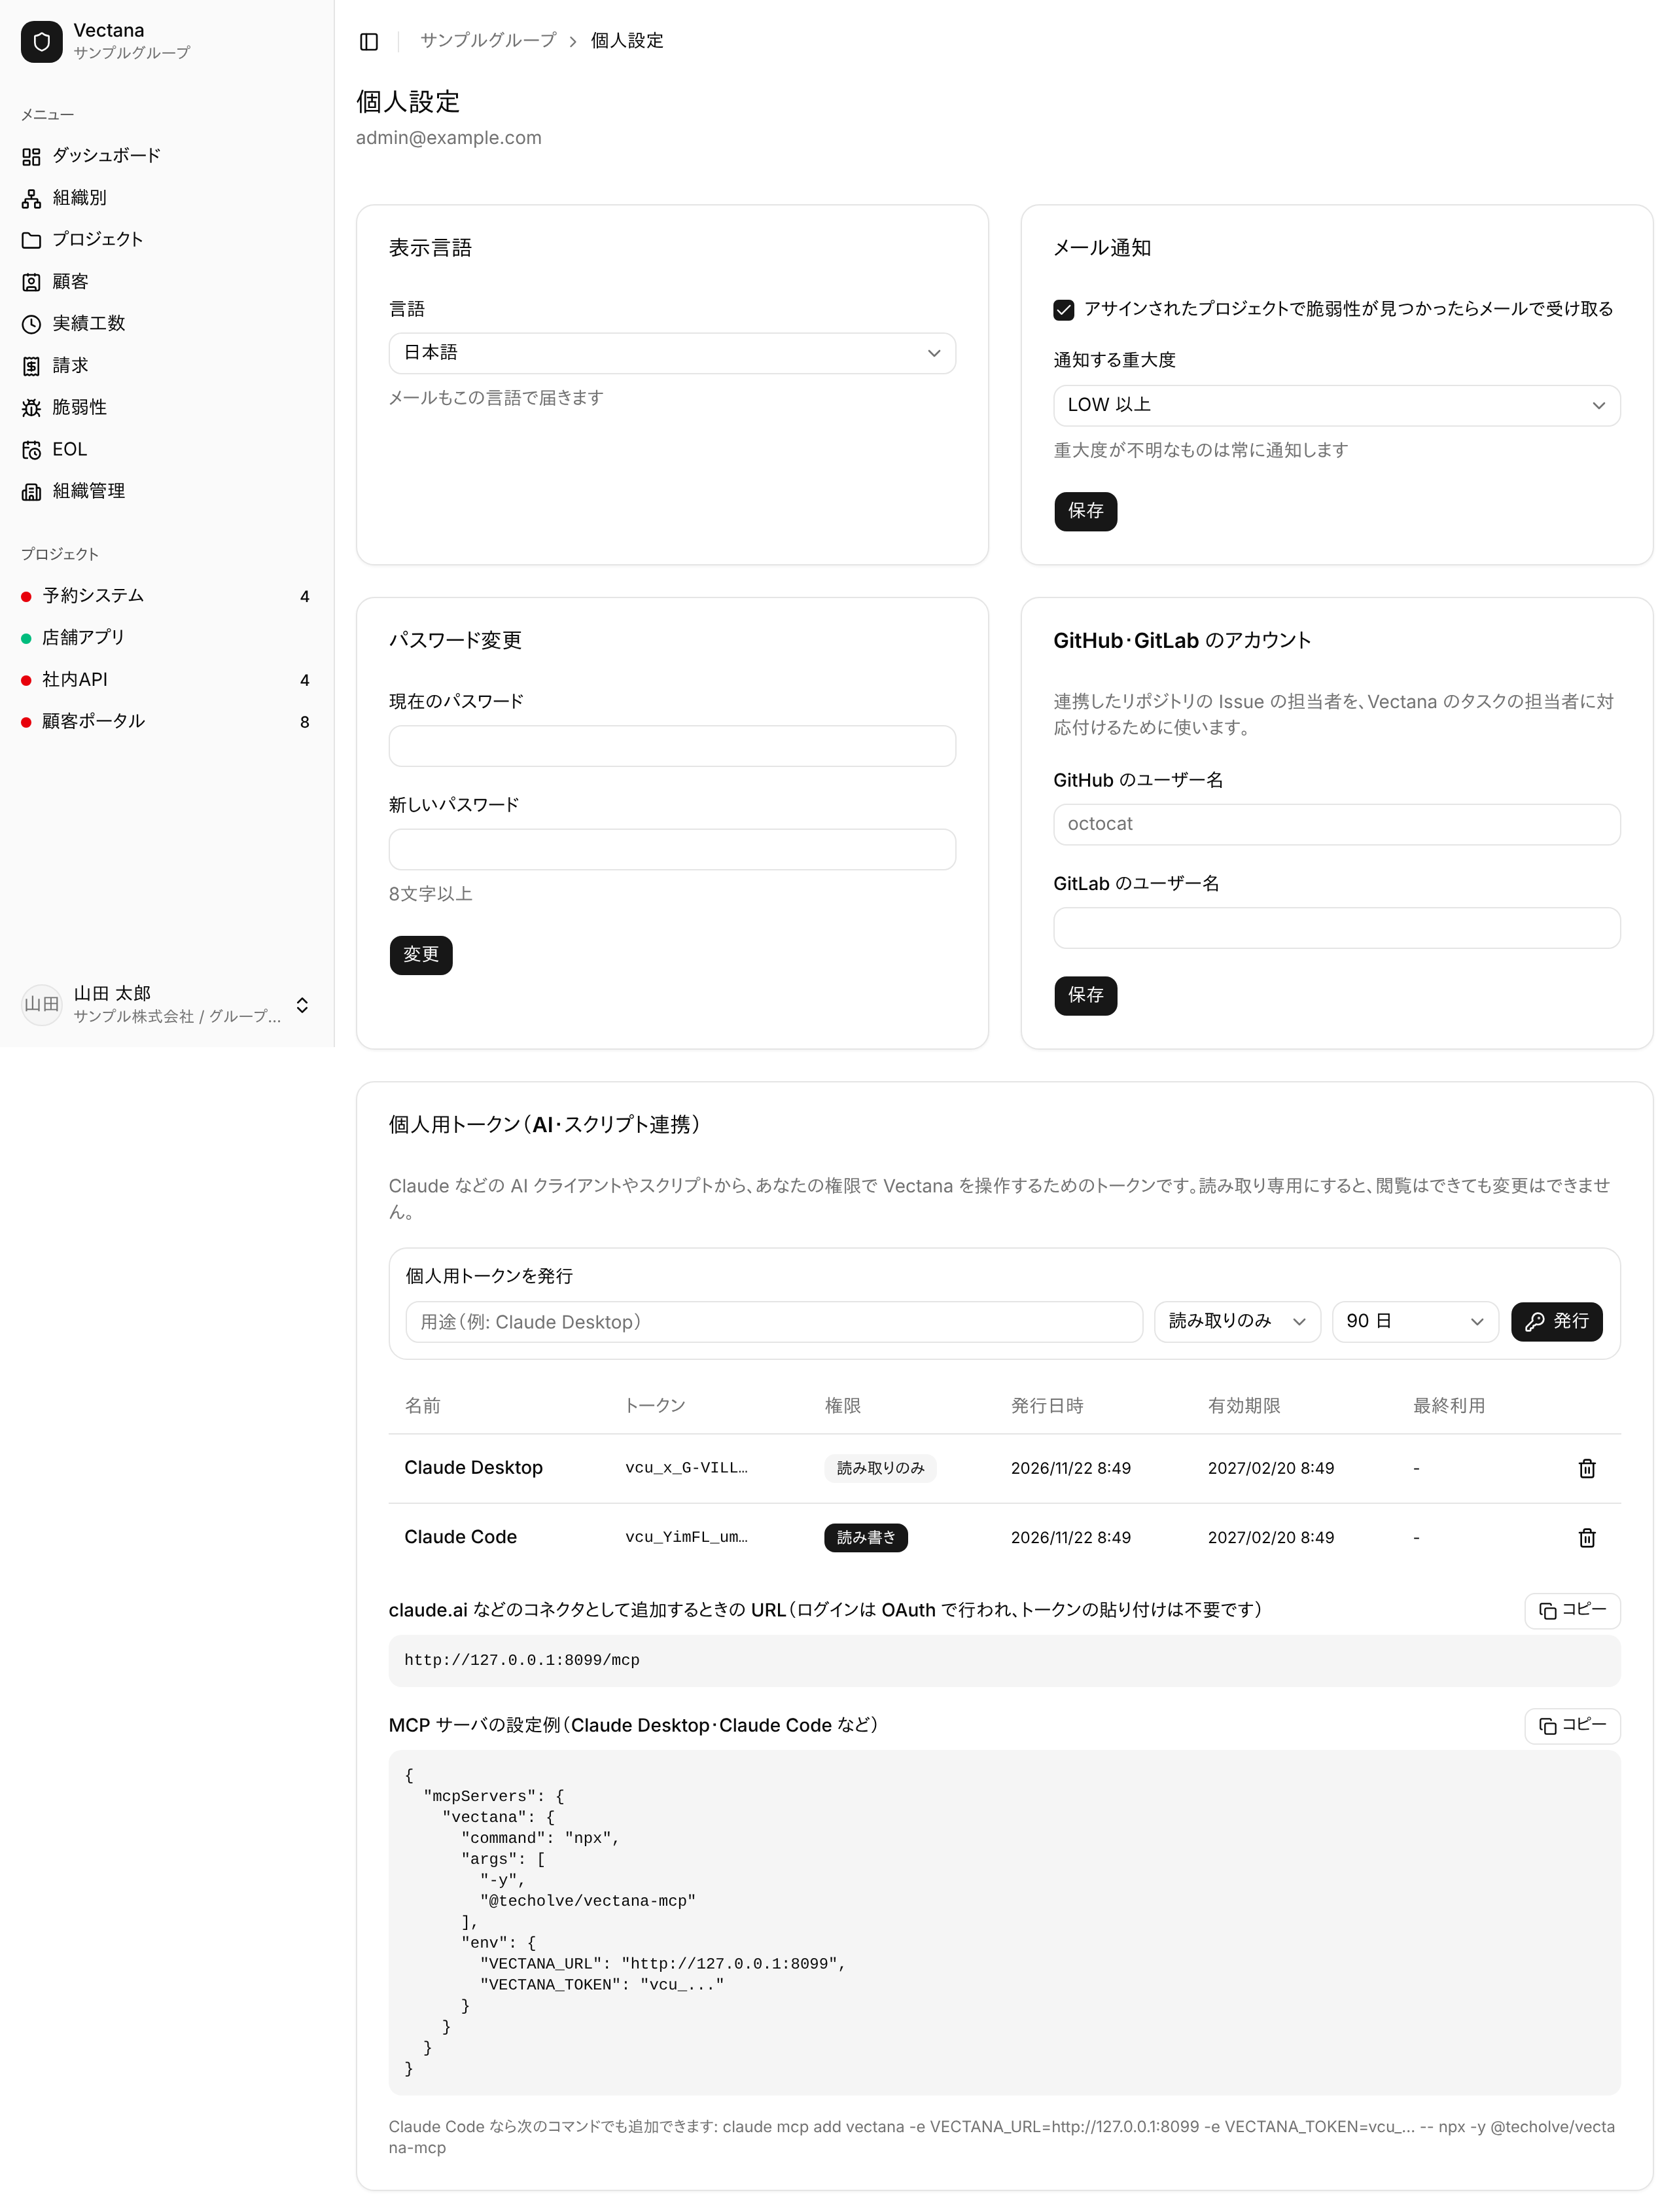 Vectana
サンプルグループ
メニュー
ダッシュボード
組織別
プロジェクト
顧客
実績工数
請求
脆弱性
EOL
組織管理
プロジェクト
予約システム 4
店舗アプリ
社内API 4
顧客ポータル 8
山田
山田 太郎
サンプル株式会社 / グループ...
サンプルグループ > 個人設定
個人設定
admin@example.com
表示言語
言語
日本語
メールもこの言語で届きます
メール通知
アサインされたプロジェクトで脆弱性が見つかったらメールで受け取る
通知する重大度
LOW 以上
重大度が不明なものは常に通知します
保存
パスワード変更
現在のパスワード
新しいパスワード
8文字以上
変更
GitHub・GitLab のアカウント
連携したリポジトリの Issue の担当者を、Vectana のタスクの担当者に対
応付けるために使います。
GitHub のユーザー名
octocat
GitLab のユーザー名
保存
個人用トークン（AI・スクリプト連携）
Claude などの AI クライアントやスクリプトから、あなたの権限で Vectana を操作するためのトークンです。読み取り専用にすると、閲覧はできても変更はできませ
ん。
個人用トークンを発行
用途（例: Claude Desktop） 読み取りのみ 90 日 発行
名前 トークン 権限 発行日時 有効期限 最終利用
Claude Desktop vcu_x_G-VILL… 読み取りのみ 2026/11/22 8:49 2027/02/20 8:49 -
Claude Code vcu_YimFL_um… 読み書き 2026/11/22 8:49 2027/02/20 8:49 -
claude.ai などのコネクタとして追加するときの URL（ログインは OAuth で行われ、トークンの貼り付けは不要です） コピー
http://127.0.0.1:8099/mcp
MCP サーバの設定例（Claude Desktop・Claude Code など） コピー
{
  "mcpServers": {
    "vectana": {
      "command": "npx",
      "args": [
        "-y",
        "@techolve/vectana-mcp"
      ],
      "env": {
        "VECTANA_URL": "http://127.0.0.1:8099",
        "VECTANA_TOKEN": "vcu_..."
      }
    }
  }
}
Claude Code なら次のコマンドでも追加できます: claude mcp add vectana -e VECTANA_URL=http://127.0.0.1:8099 -e VECTANA_TOKEN=vcu_... -- npx -y @techolve/vecta
na-mcp